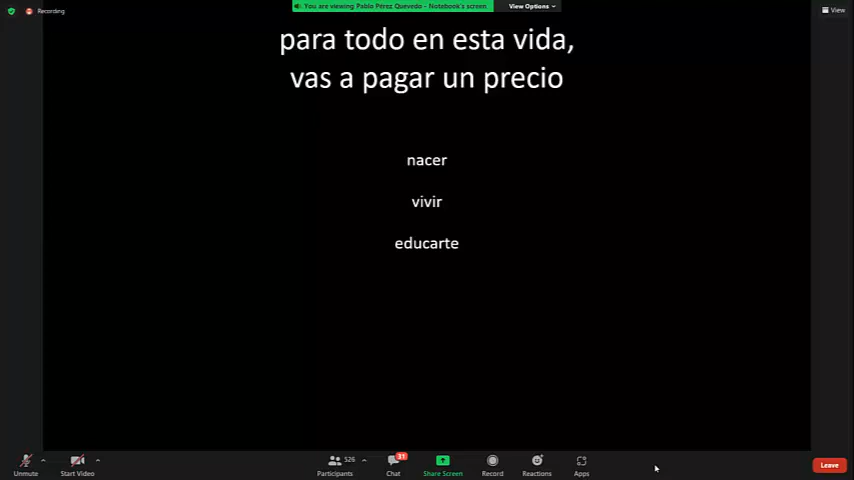 Recording
You are viewing Pablo Pérez Quevedo - Notebook's screen
View Options
View
para todo en esta vida,
vas a pagar un precio
nacer
vivir
educarte
Unmute
Start Video
526
Participants
31
Chat
Share Screen
Record
Reactions
Apps
Leave